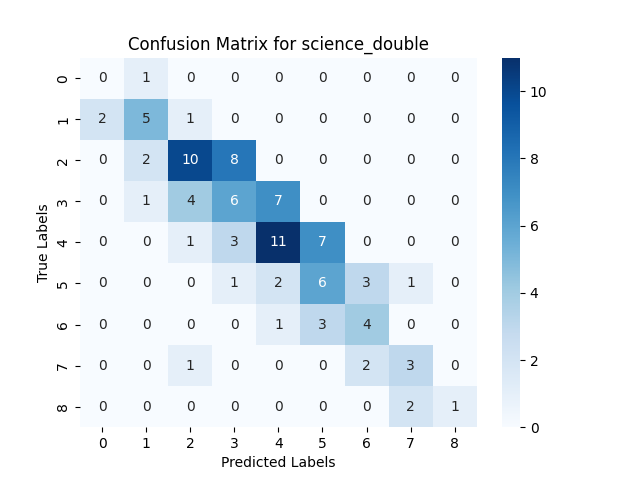 Confusion Matrix for science_double
0 0 1 0 0 0 0 0 0 0
1 2 5 1 0 0 0 0 0 0
2 0 2 10 8 0 0 0 0 0
3 0 1 4 6 7 0 0 0 0
4 0 0 1 3 11 7 0 0 0
5 0 0 0 1 2 6 3 1 0
6 0 0 0 0 1 3 4 0 0
7 0 0 1 0 0 0 2 3 0
8 0 0 0 0 0 0 0 2 1
0 1 2 3 4 5 6 7 8
Predicted Labels
True Labels
10
8
6
4
2
0